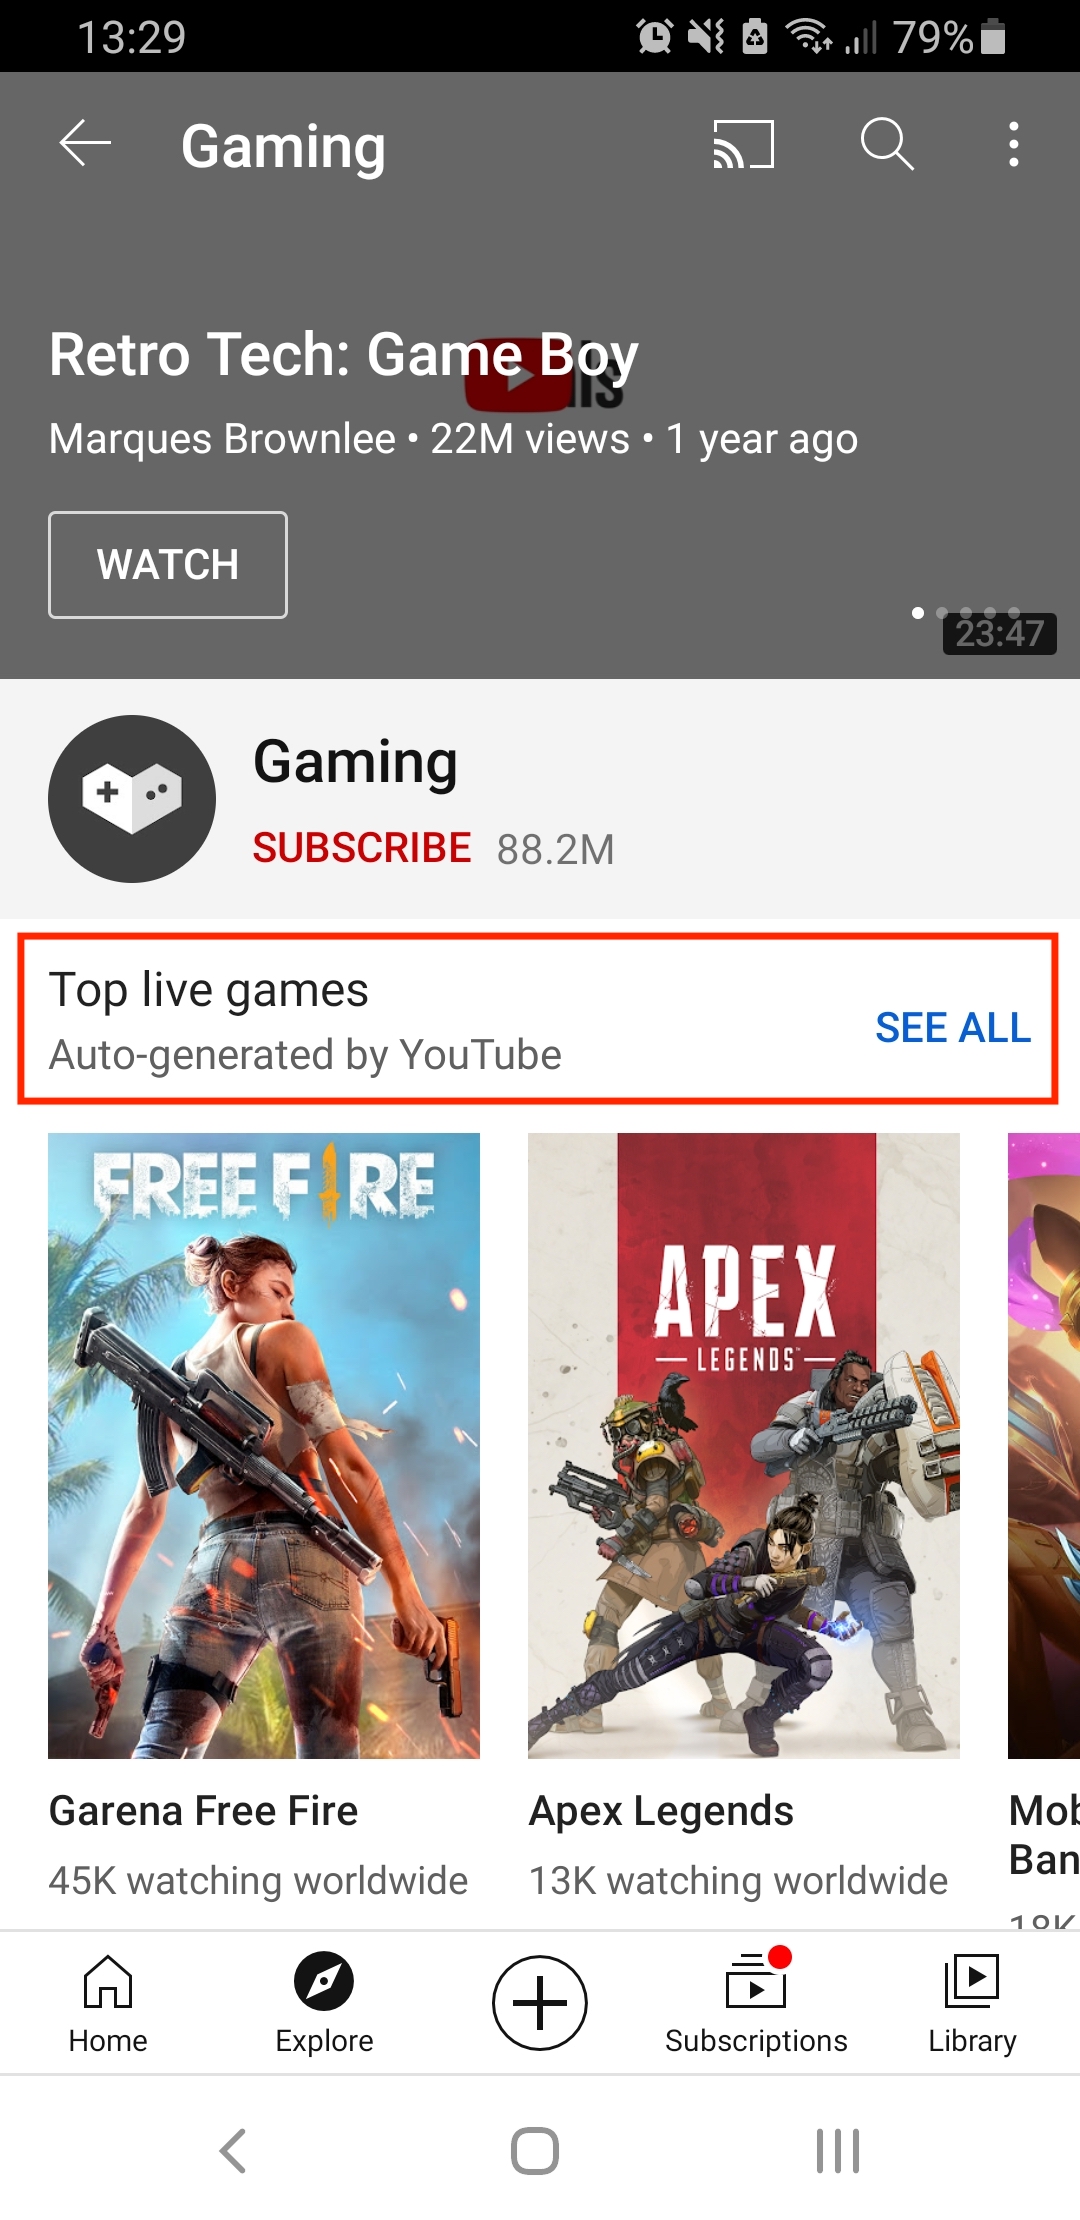 13:29
79%
Gaming
Retro Tech: Game Boy
Marques Brownlee • 22M views • 1 year ago
WATCH
23:47
Gaming
SUBSCRIBE 88.2M
Top live games
Auto-generated by YouTube
SEE ALL
FREE FIRE
APEX
LEGENDS
Garena Free Fire
45K watching worldwide
Apex Legends
13K watching worldwide
Mob
Ban
Home
Explore
Subscriptions
Library